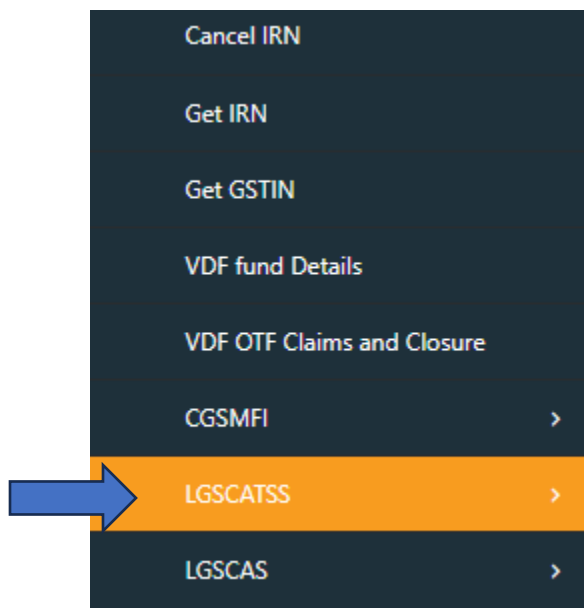 Cancel IRN
Get IRN
Get GSTIN
VDF fund Details
VDF OTF Claims and Closure
CGSMFI
LGSCATSS
LGSCAS